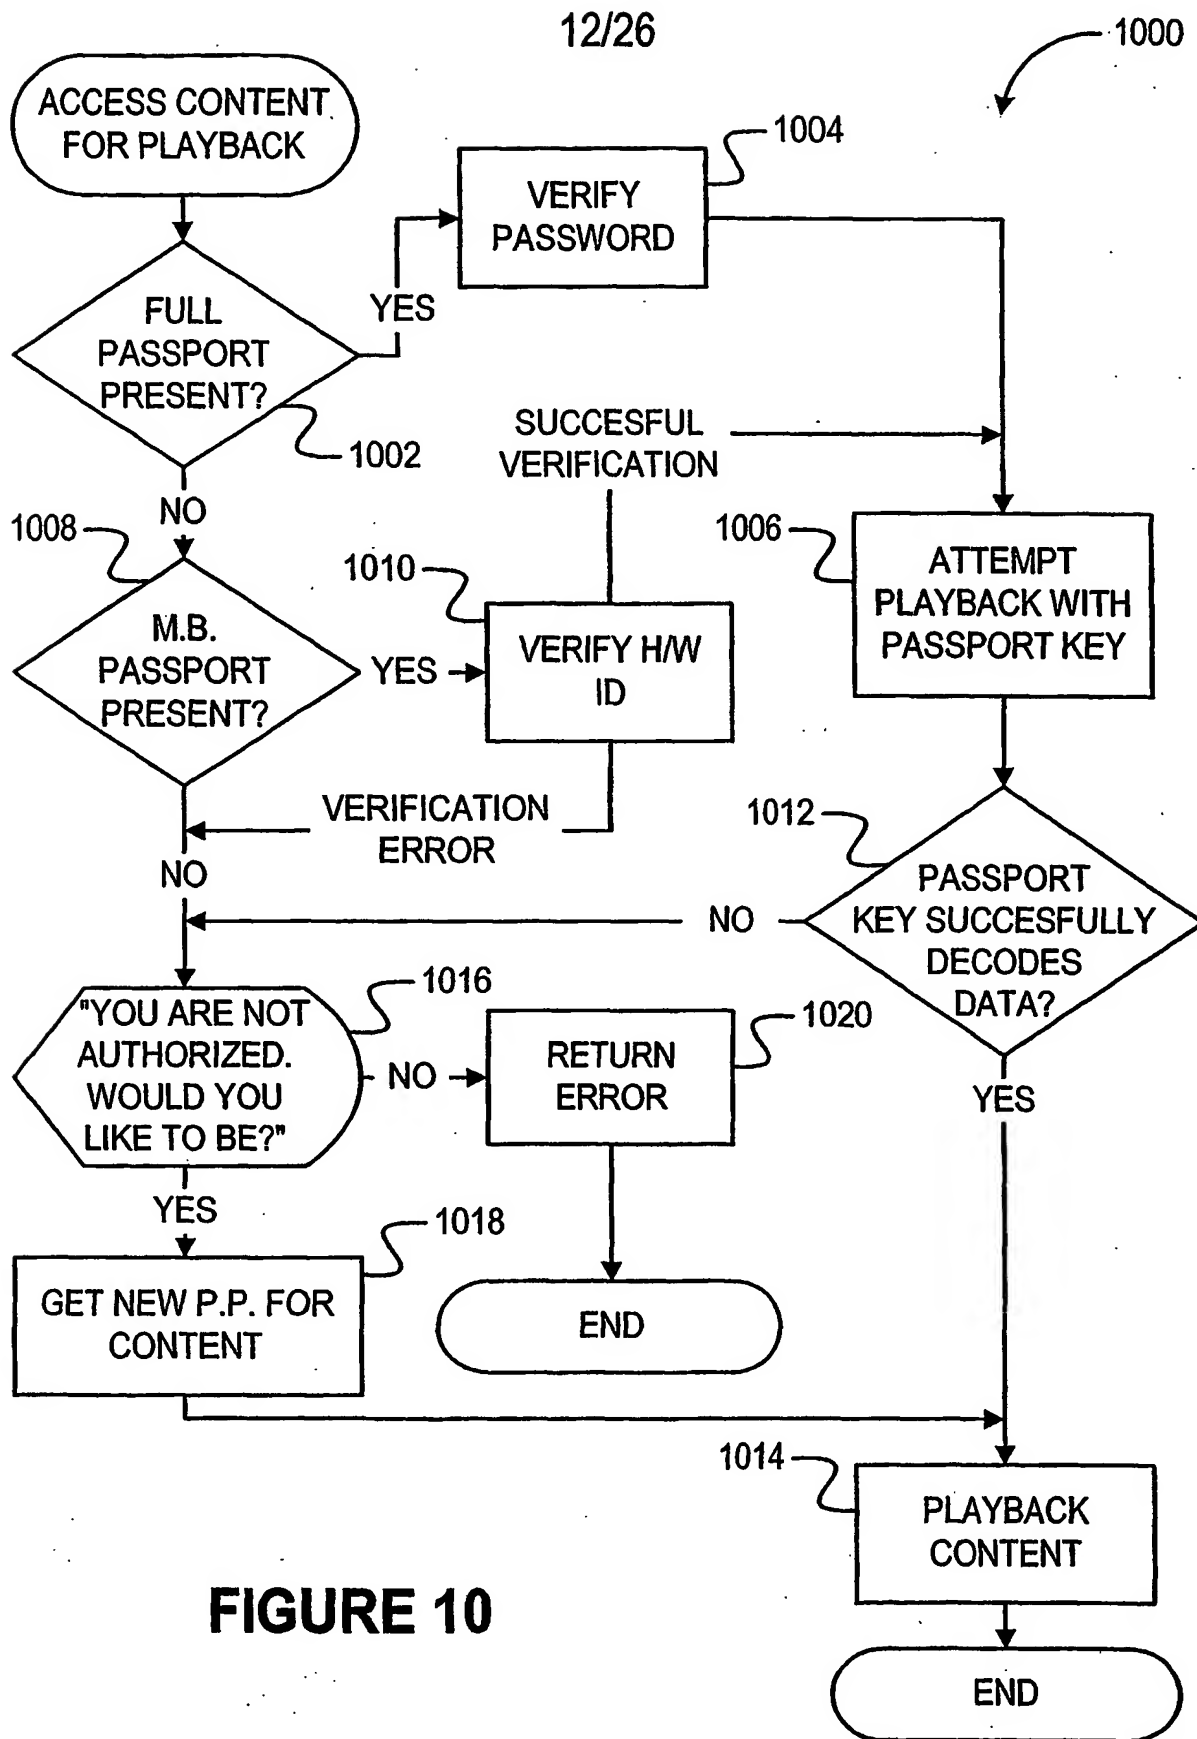 12/26
1000
ACCESS CONTENT
FOR PLAYBACK
1004
VERIFY
PASSWORD
YES
FULL
PASSPORT
PRESENT?
1002
SUCCESFUL
VERIFICATION
NO
1008
1010
1006
ATTEMPT
PLAYBACK WITH
PASSPORT KEY
M.B.
PASSPORT
PRESENT?
YES
VERIFY H/W
ID
VERIFICATION
ERROR
1012
NO
PASSPORT
KEY SUCCESFULLY
DECODES
DATA?
NO
1016
"YOU ARE NOT
AUTHORIZED.
WOULD YOU
LIKE TO BE?"
NO
RETURN
ERROR
1020
YES
YES
1018
GET NEW P.P. FOR
CONTENT
END
1014
PLAYBACK
CONTENT
FIGURE 10
END